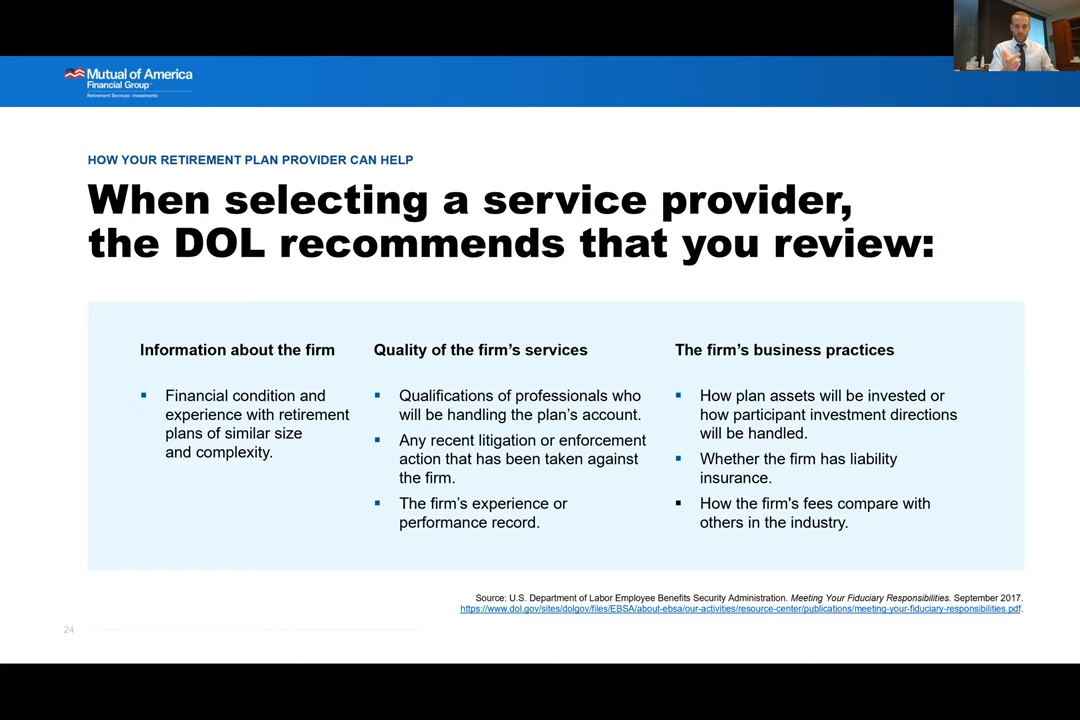 Mutual of America
Financial Group
Retirement Services • Investments
HOW YOUR RETIREMENT PLAN PROVIDER CAN HELP
When selecting a service provider,
the DOL recommends that you review:
Information about the firm
▪ Financial condition and
experience with retirement
plans of similar size
and complexity.
Quality of the firm's services
▪ Qualifications of professionals who
will be handling the plan's account.
▪ Any recent litigation or enforcement
action that has been taken against
the firm.
▪ The firm's experience or
performance record.
The firm's business practices
▪ How plan assets will be invested or
how participant investment directions
will be handled.
▪ Whether the firm has liability
insurance.
▪ How the firm's fees compare with
others in the industry.
Source: U.S. Department of Labor Employee Benefits Security Administration. Meeting Your Fiduciary Responsibilities. September 2017.
https://www.dol.gov/sites/dolgov/files/EBSA/about-ebsa/our-activities/resource-center/publications/meeting-your-fiduciary-responsibilities.pdf.
24